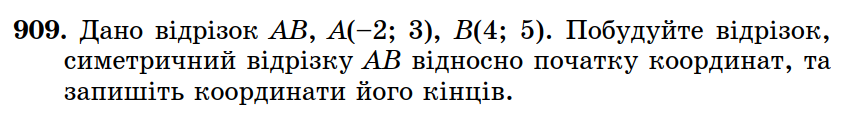 909. Дано відрізок AB, A(−2; 3), B(4; 5). Побудуйте відрізок,
симетричний відрізку AB відносно початку координат, та
запишіть координати його кінців.